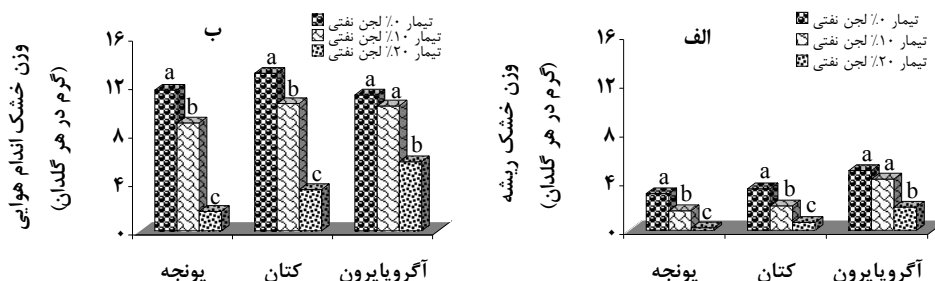 الف
تیمار ۰٪ لجن نفتی
تیمار ۱۰٪ لجن نفتی
تیمار ۲۰٪ لجن نفتی
وزن خشک ریشه
(گرم در هر گلدان)
۱۶
۱۲
۸
۴
۰
a b c
a b c
a a b
یونجه کتان آگروپایرون
ب
تیمار ۰٪ لجن نفتی
تیمار ۱۰٪ لجن نفتی
تیمار ۲۰٪ لجن نفتی
وزن خشک اندام هوایی
(گرم در هر گلدان)
۱۶
۱۲
۸
۴
۰
a b c
a b c
a a b
یونجه کتان آگروپایرون